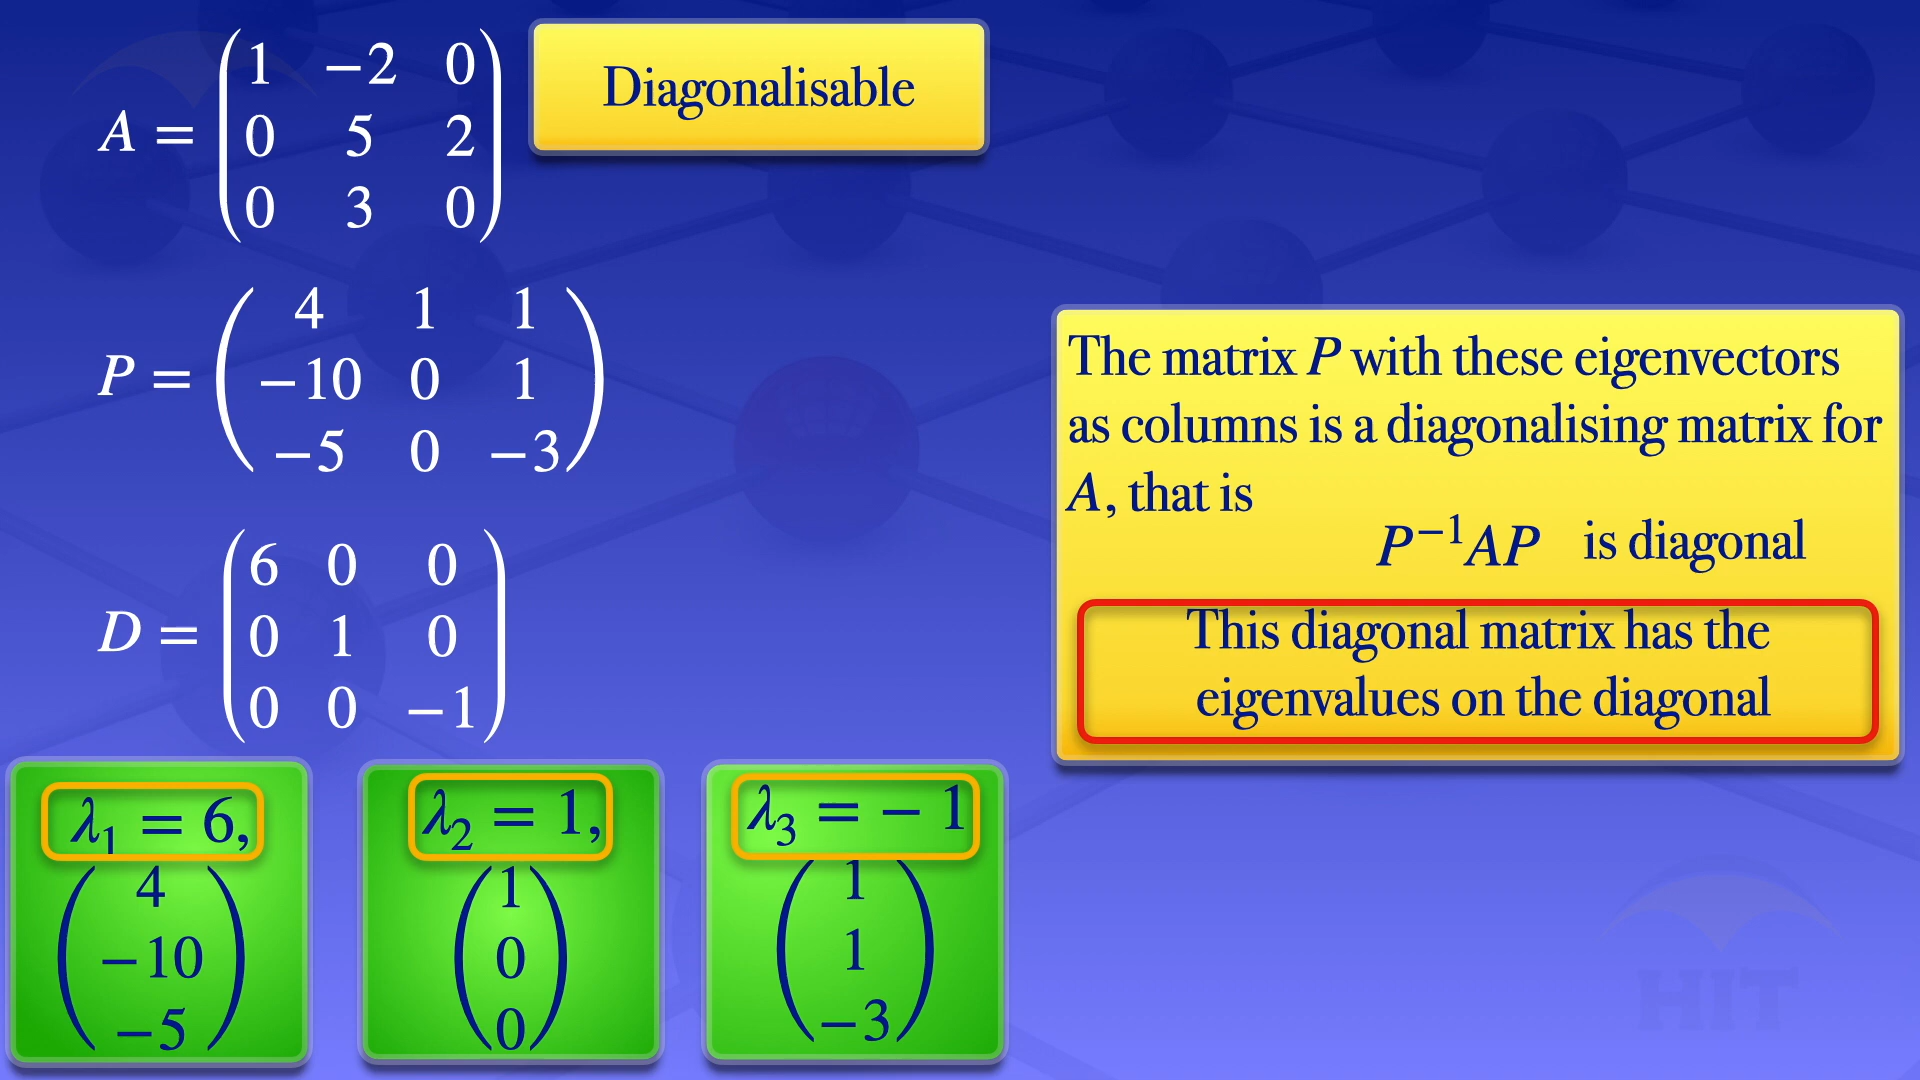 A = ( 1 −2 0
0 5 2
0 3 0 )
Diagonalisable
P = ( 4 1 1
−10 0 1
−5 0 −3 )
D = ( 6 0 0
0 1 0
0 0 −1 )
The matrix P with these eigenvectors
as columns is a diagonalising matrix for
A, that is
P⁻¹AP is diagonal
This diagonal matrix has the
eigenvalues on the diagonal
λ₁ = 6,
( 4
−10
−5 )
λ₂ = 1,
( 1
0
0 )
λ₃ = − 1
( 1
1
−3 )
HIT